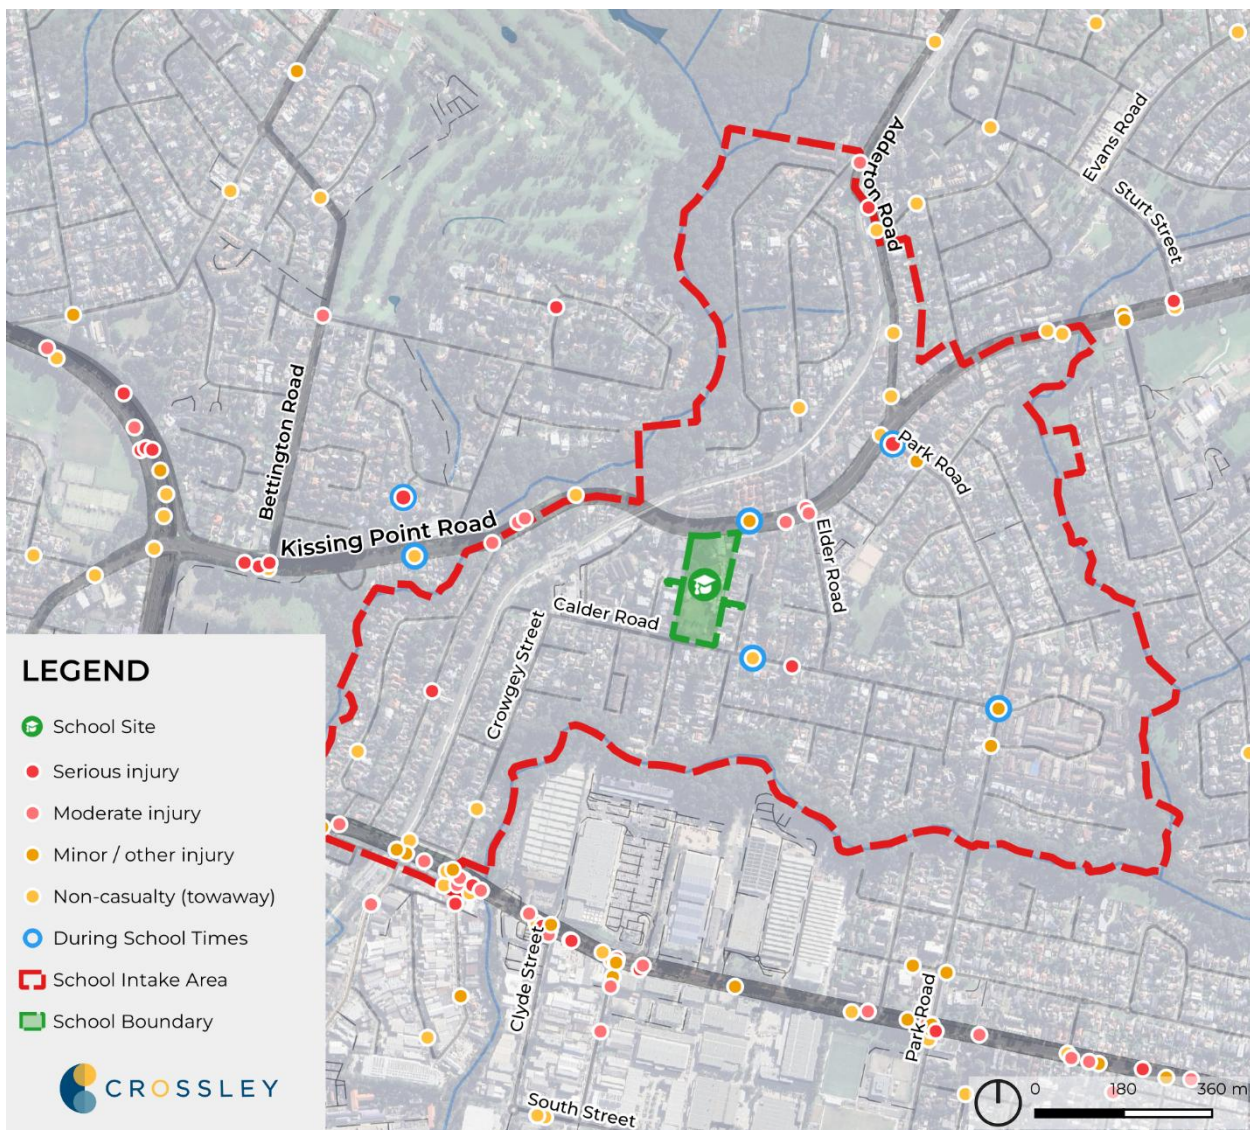 Adderton Road
Evans Road
Sturt Street
Bettington Road
Park Road
Kissing Point Road
Elder Road
Calder Road
Crowgey Street
LEGEND
School Site
Serious injury
Moderate injury
Minor / other injury
Non-casualty (towaway)
During School Times
School Intake Area
School Boundary
CROSSLEY
Clyde Street
Park Road
South Street
0 180 360 m